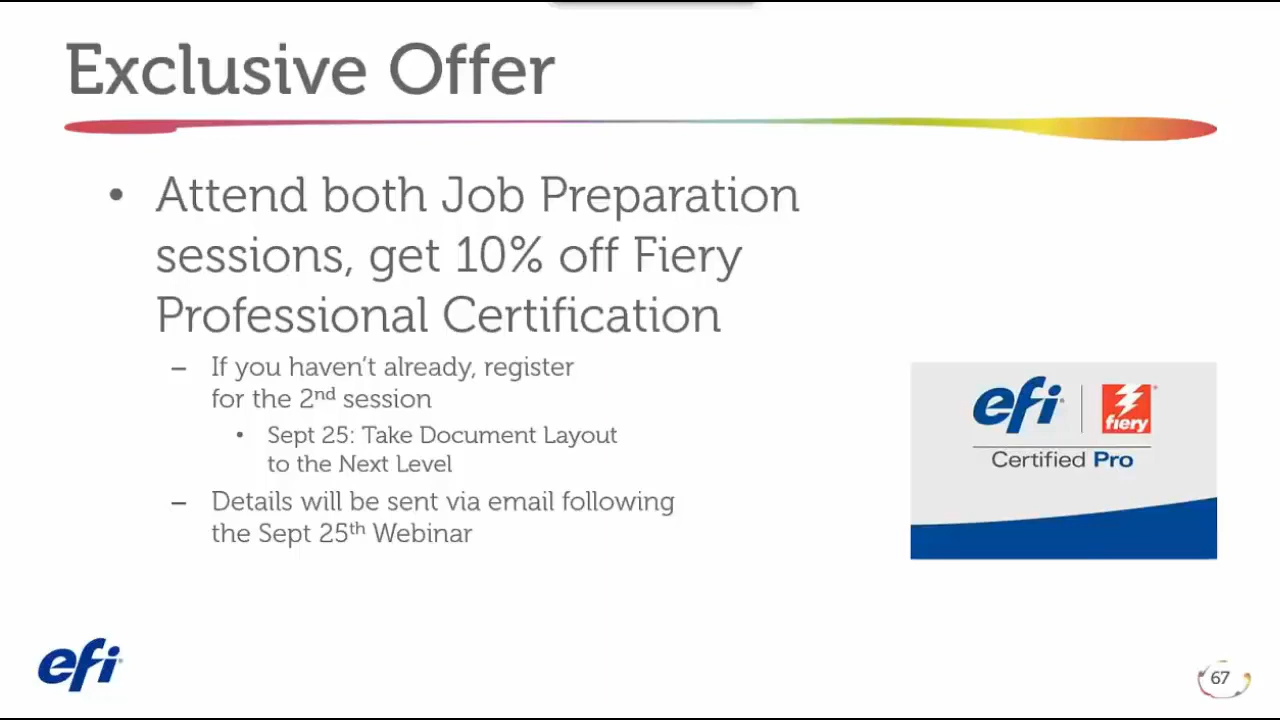 Exclusive Offer
• Attend both Job Preparation
sessions, get 10% off Fiery
Professional Certification
– If you haven’t already, register
for the 2nd session
• Sept 25: Take Document Layout
to the Next Level
– Details will be sent via email following
the Sept 25th Webinar
efi fiery
Certified Pro
efi
67